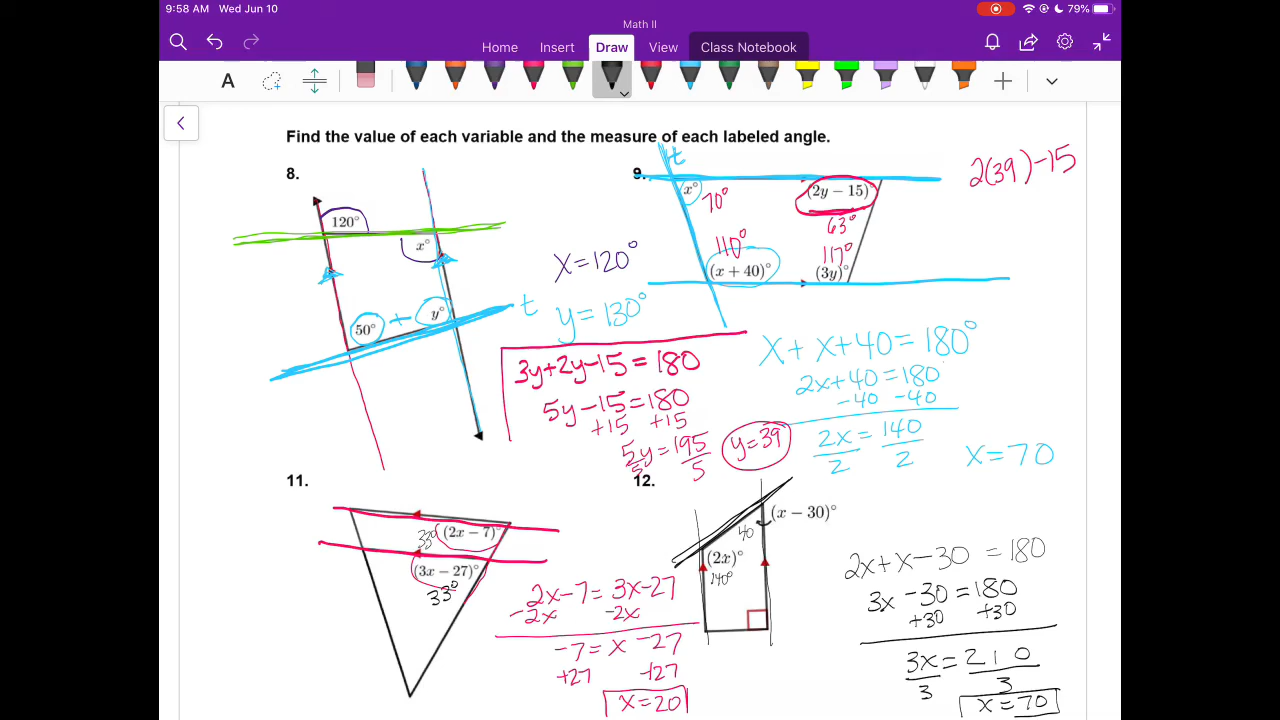 9:58 AM Wed Jun 10
79%
Math II
Home Insert Draw View Class Notebook
A
Find the value of each variable and the measure of each labeled angle.
8.
120°
x°
50° + y°
t
x=120°
y=130°
9.
t
x°
70°
(2y − 15)°
63°
2(39)-15
110°
(x + 40)°
117°
(3y)°
3y+2y-15=180
5y-15=180
+15 +15
5y=195
5 5
y=39
x+x+40=180°
2x+40=180
-40 -40
2x=140
2 2
x=70
11.
33° (2x − 7)°
(3x − 27)°
33°
2x-7=3x-27
-2x -2x
-7=x-27
+27 +27
x=20
12.
(x − 30)°
40
(2x)°
140°
2x+x-30=180
3x-30=180
+30 +30
3x=210
3 3
x=70